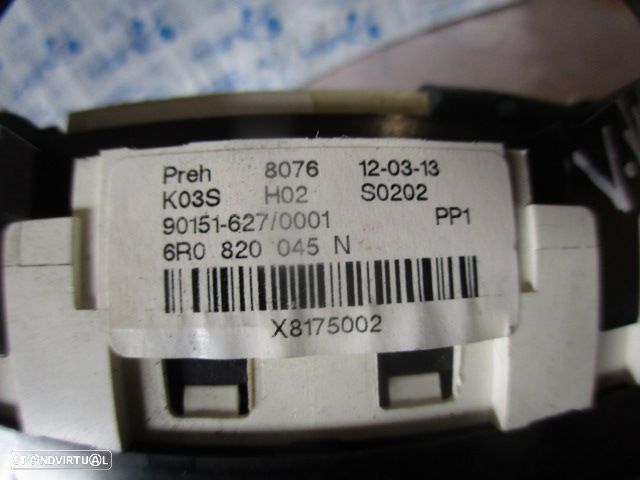 Preh 8076 12-03-13
K03S H02 S0202
90151-627/0001 PP1
6R0 820 045 N
X8175002
STANDVIRTUAL